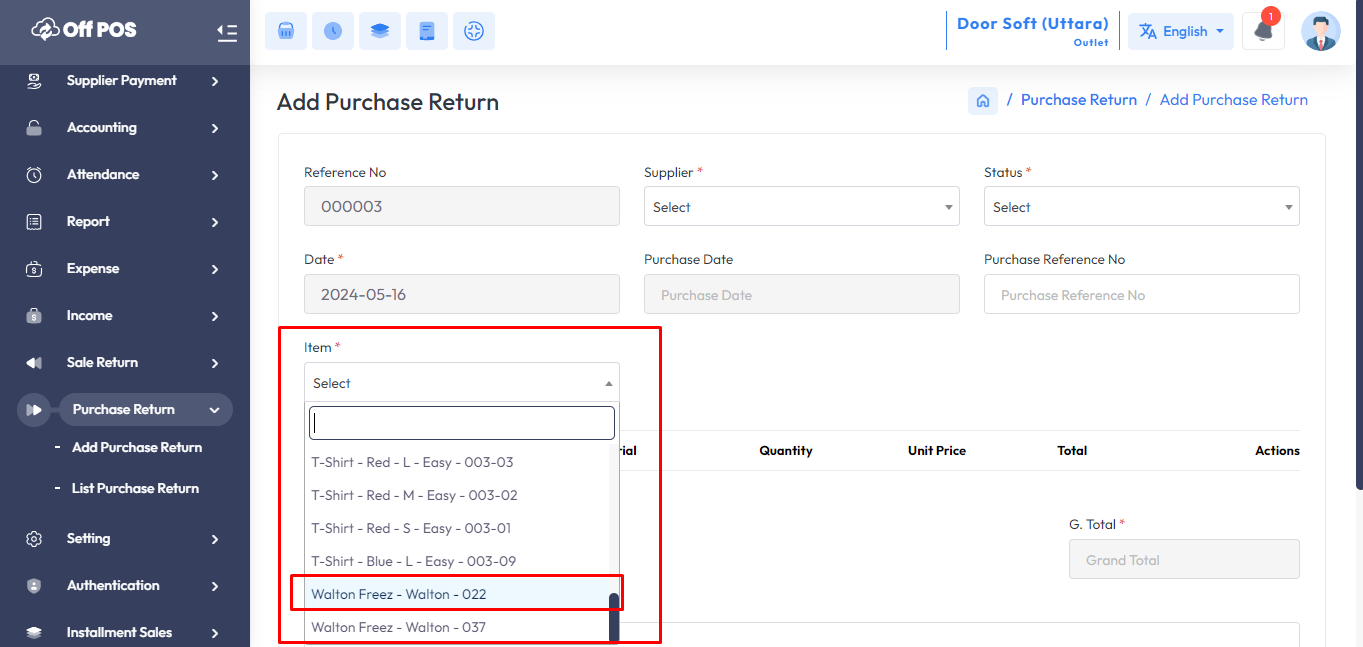 Off POS
Door Soft (Uttara)
Outlet
English
1
Supplier Payment
Accounting
Attendance
Report
Expense
Income
Sale Return
Purchase Return
- Add Purchase Return
- List Purchase Return
Setting
Authentication
Installment Sales
Add Purchase Return
/ Purchase Return / Add Purchase Return
Reference No
000003
Supplier *
Select
Status *
Select
Date *
2024-05-16
Purchase Date
Purchase Date
Purchase Reference No
Purchase Reference No
Item *
Select
T-Shirt - Red - L - Easy - 003-03
T-Shirt - Red - M - Easy - 003-02
T-Shirt - Red - S - Easy - 003-01
T-Shirt - Blue - L - Easy - 003-09
Walton Freez - Walton - 022
Walton Freez - Walton - 037
Quantity Unit Price Total Actions
G. Total *
Grand Total